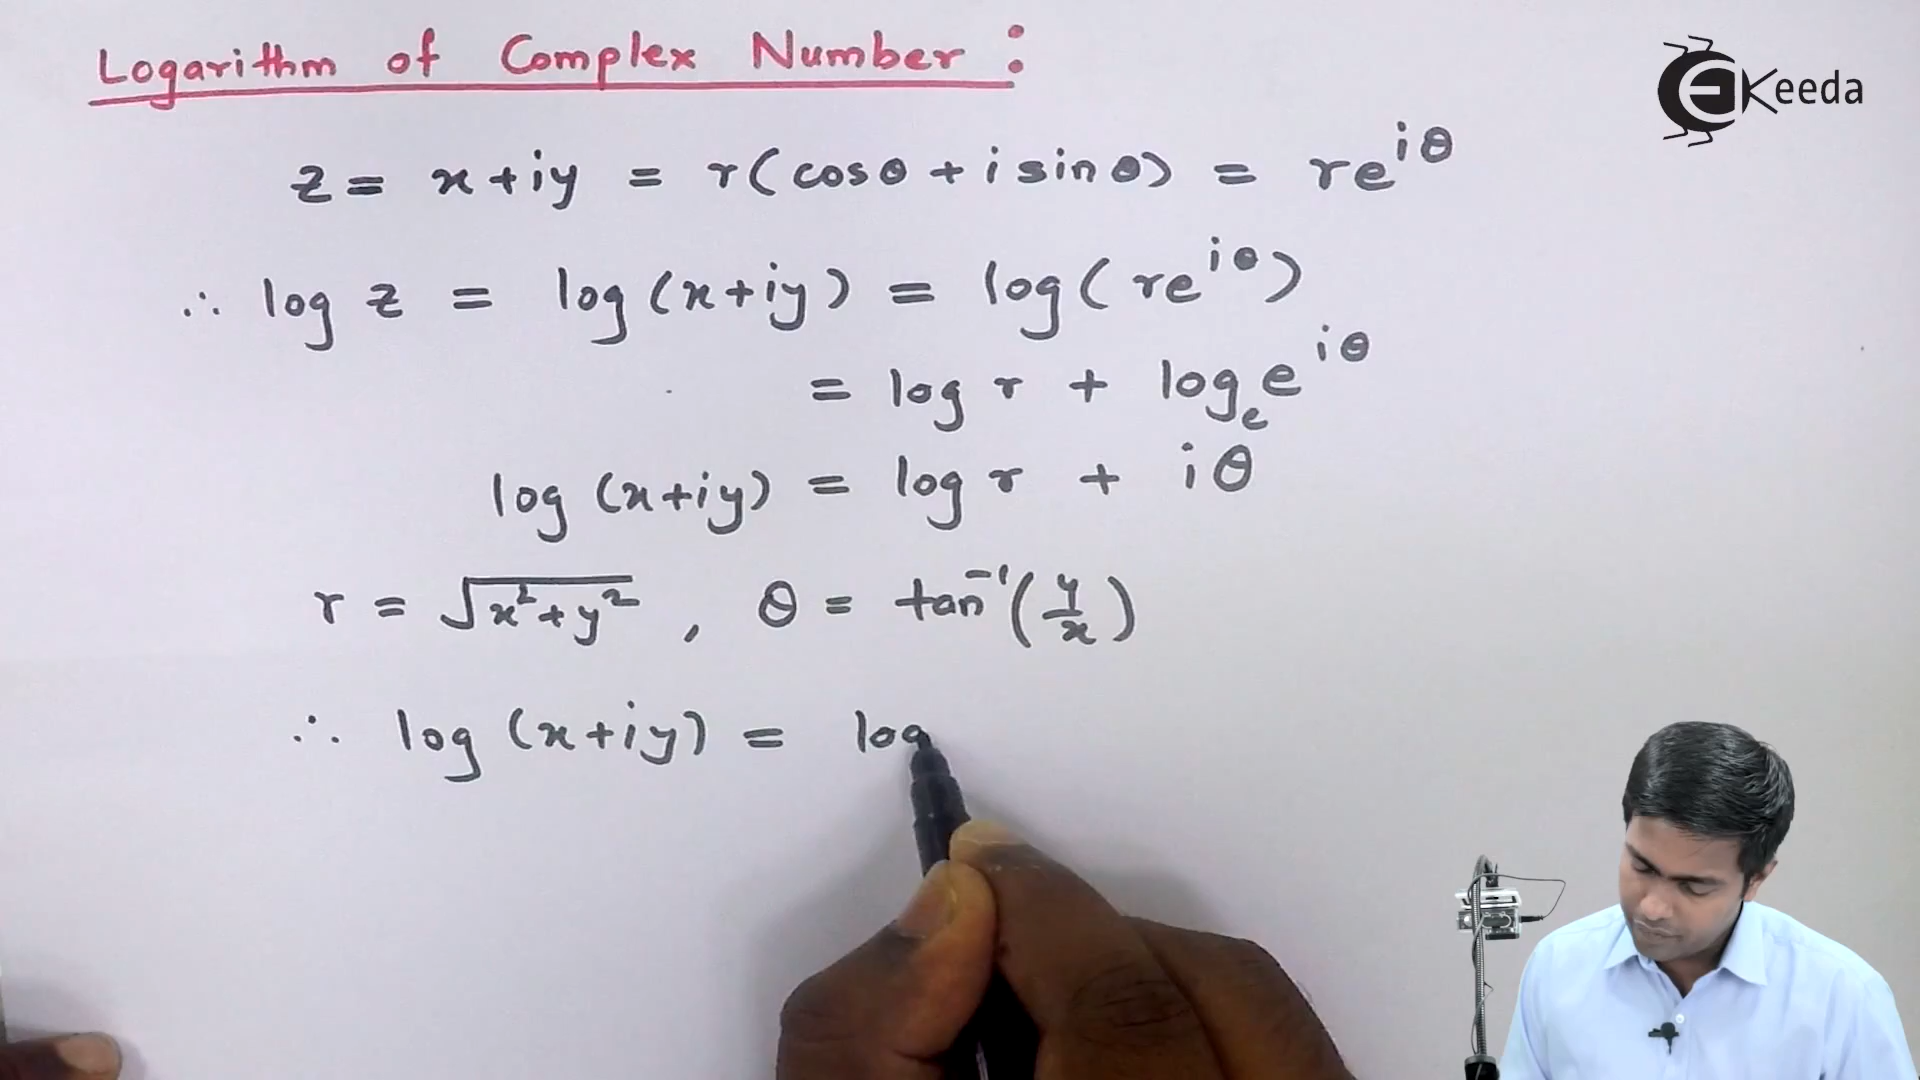 Logarithm of Complex Number :
EKeeda
z = x+iy = r(cosθ + i sinθ) = re^{iθ}
∴ log z = log(x+iy) = log(re^{iθ})
= log r + log_e e^{iθ}
log (x+iy) = log r + iθ
r = √(x²+y²) , θ = tan⁻¹(y/x)
∴ log (x+iy) = log